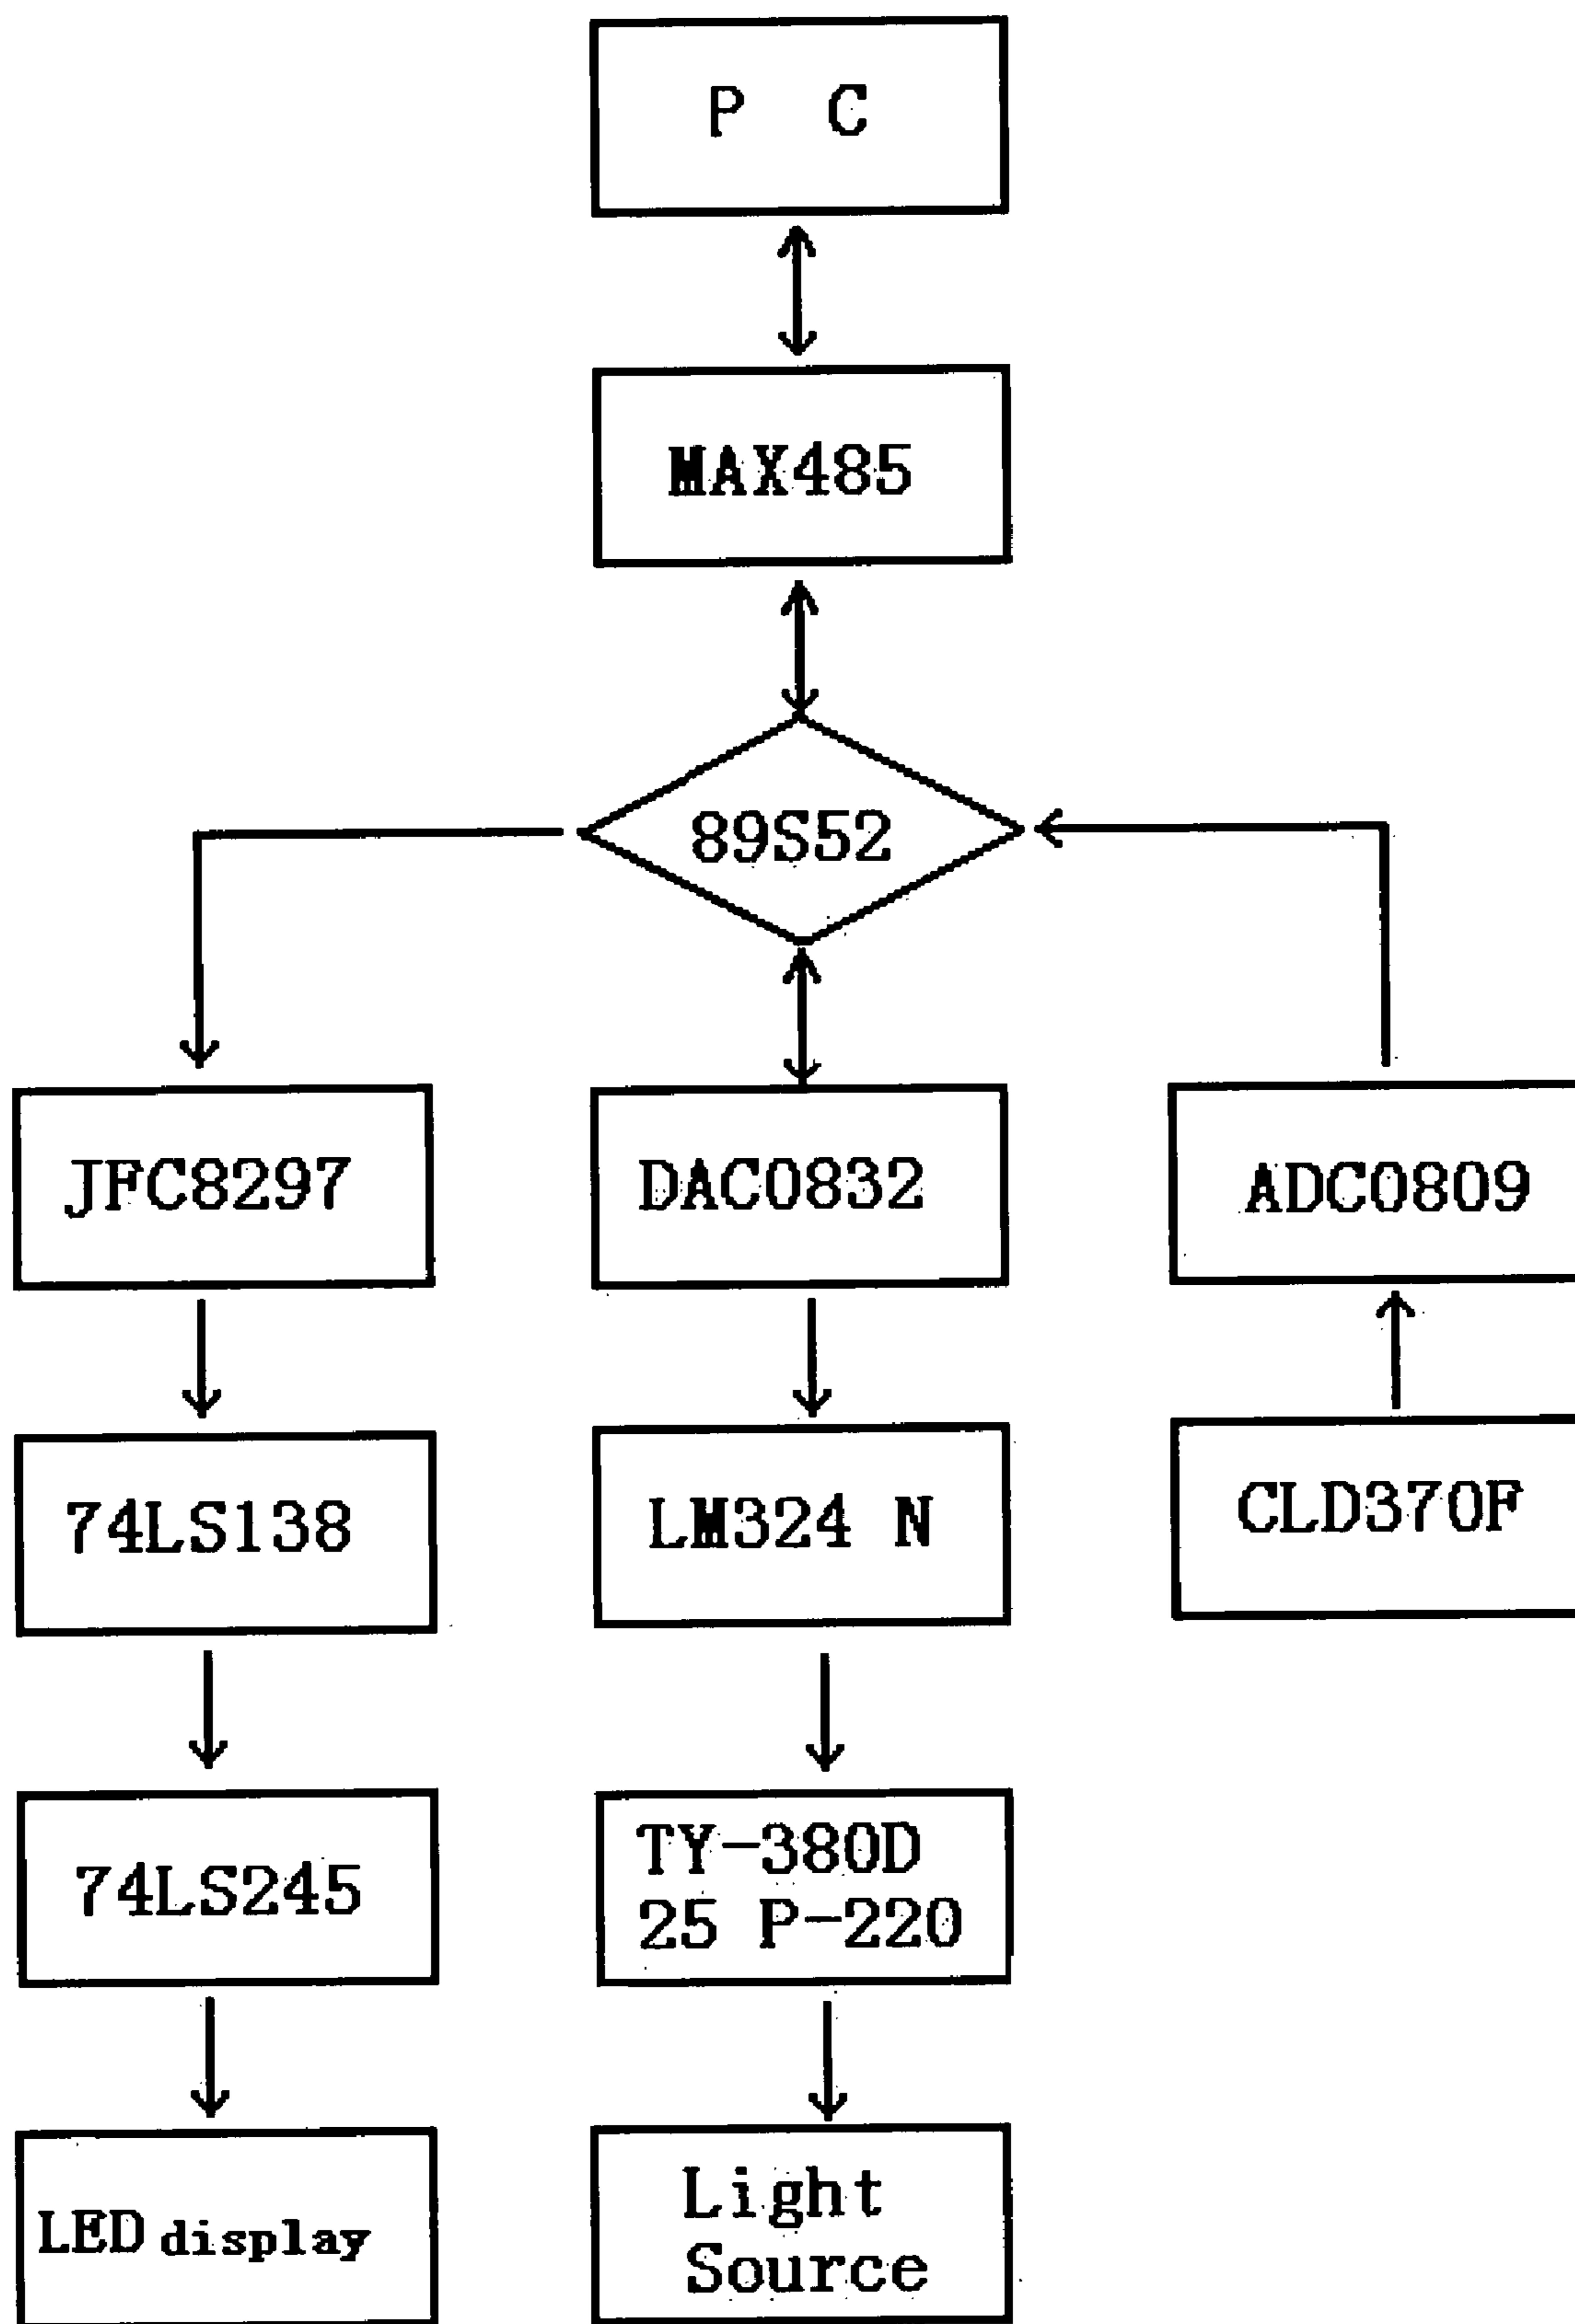 P C
MAX485
89S52
JFC8297
DAC0832
ADC0809
74LS138
LM324 N
CLD370F
74LS245
TY-380D
25 P-220
LED display
Light
Source